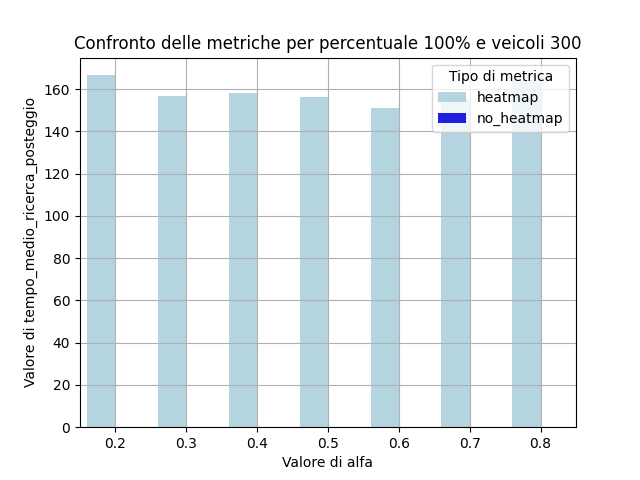 Confronto delle metriche per percentuale 100% e veicoli 300
Tipo di metrica
heatmap
no_heatmap
Valore di tempo_medio_ricerca_posteggio
160
140
120
100
80
60
40
20
0
0.2 0.3 0.4 0.5 0.6 0.7 0.8
Valore di alfa